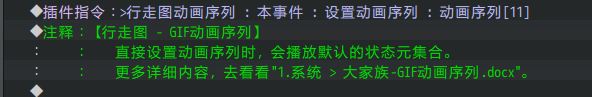 ◆插件指令:>行走图动画序列 : 本事件 : 设置动画序列 : 动画序列[11]
◆注释:【行走图 - GIF动画序列】
:    :   直接设置动画序列时，会播放默认的状态元集合。
:    :   更多详细内容，去看看"1.系统 > 大家族-GIF动画序列.docx"。
◆